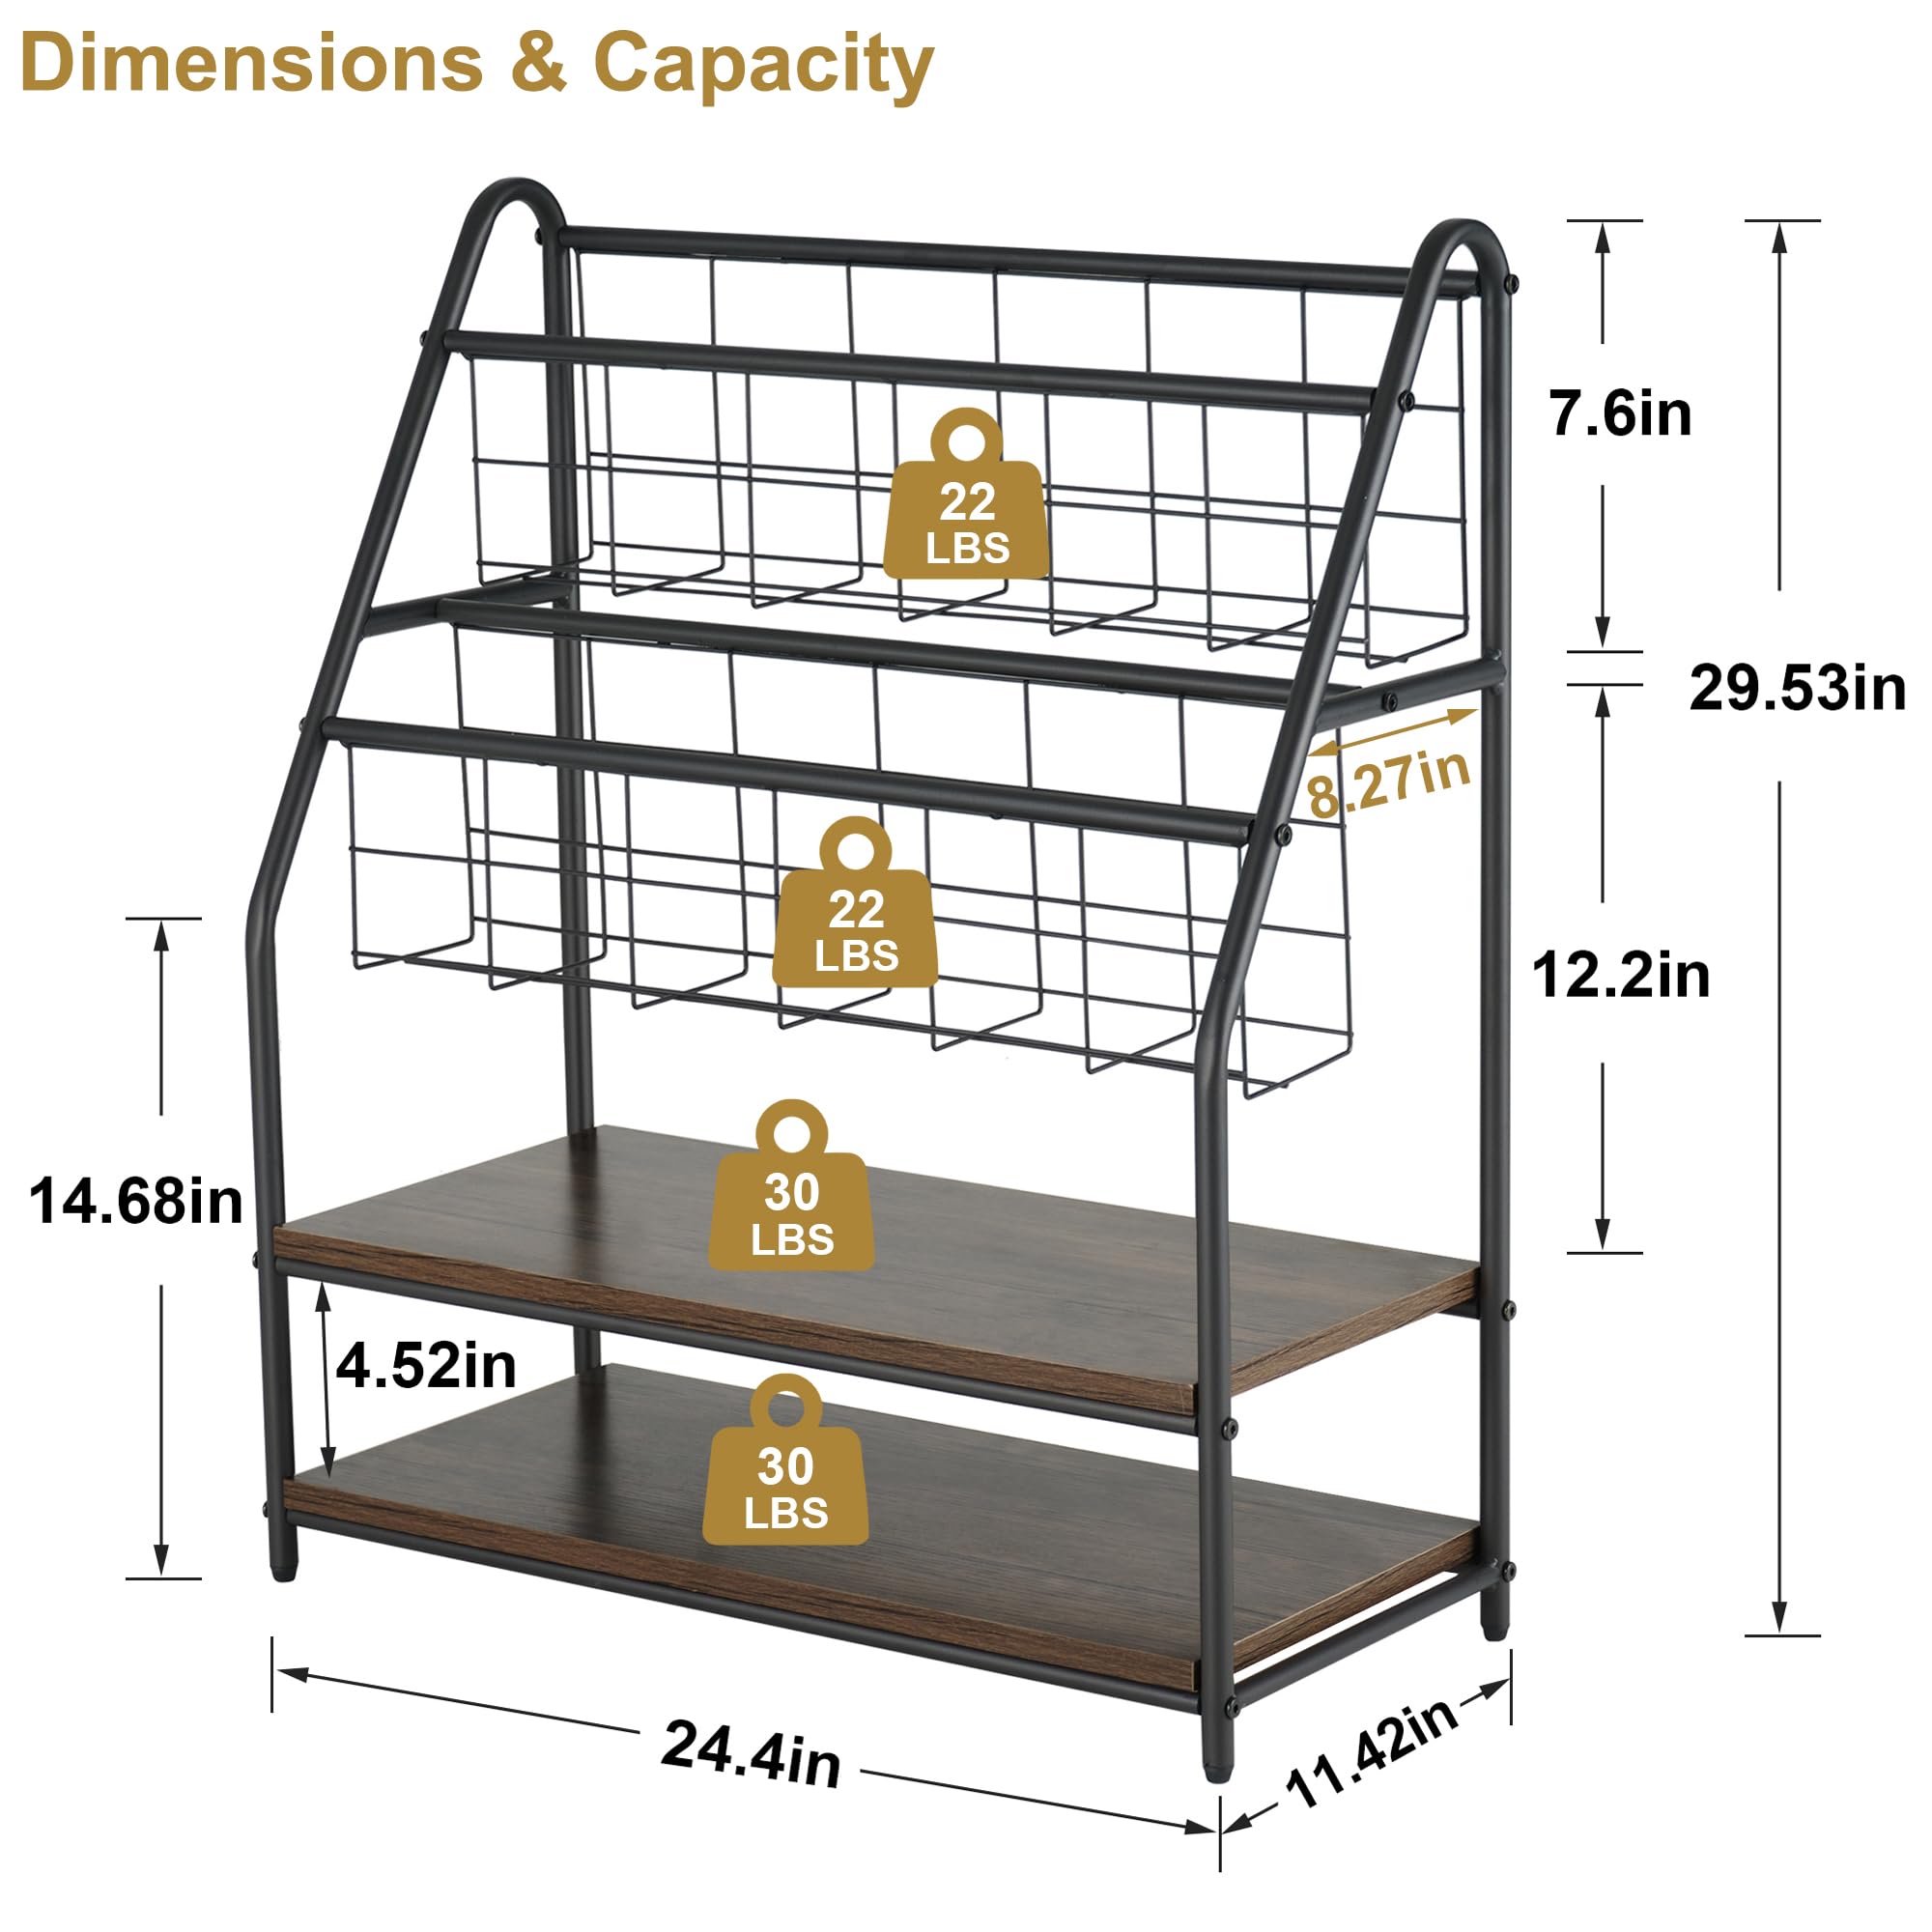 Dimensions & Capacity
7.6in
22
LBS
29.53in
8.27in
22
LBS
12.2in
14.68in
30
LBS
4.52in
30
LBS
24.4in
11.42in